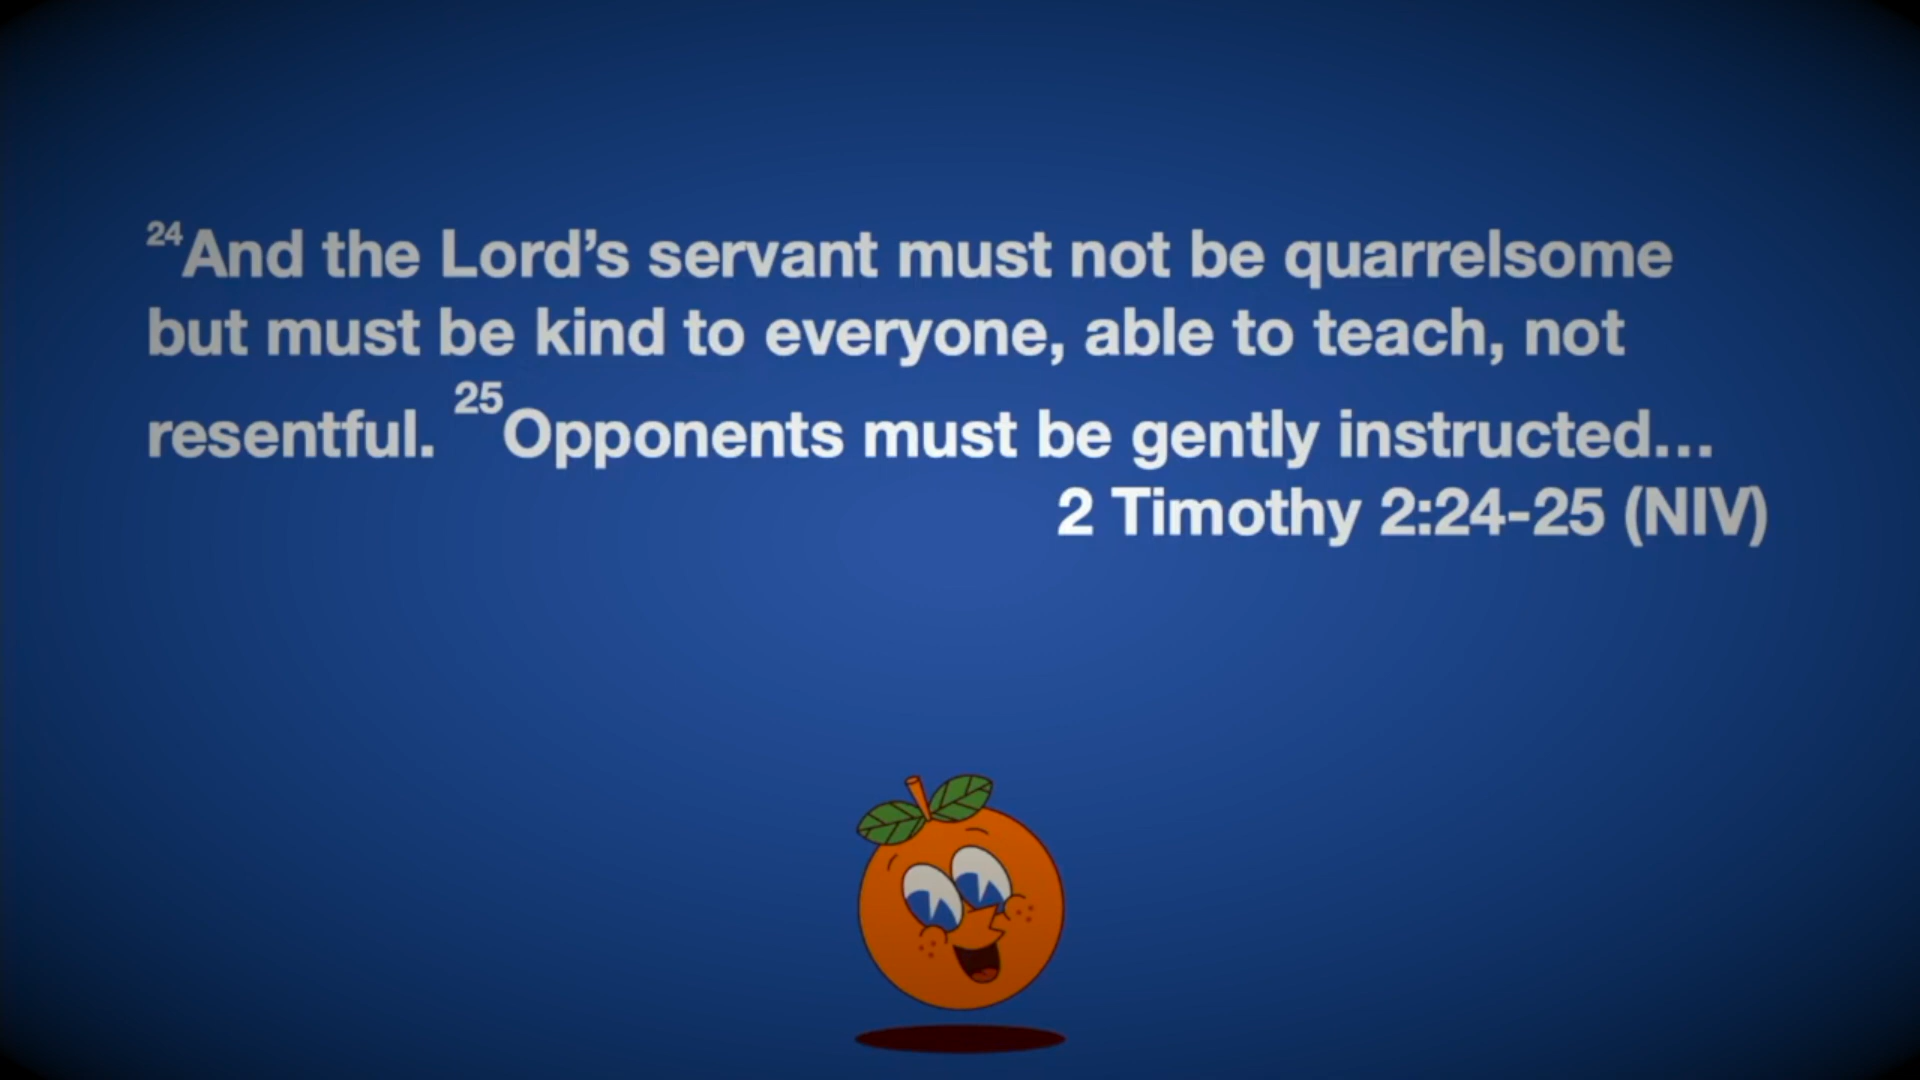 24And the Lord’s servant must not be quarrelsome
but must be kind to everyone, able to teach, not
resentful. 25Opponents must be gently instructed…
2 Timothy 2:24-25 (NIV)